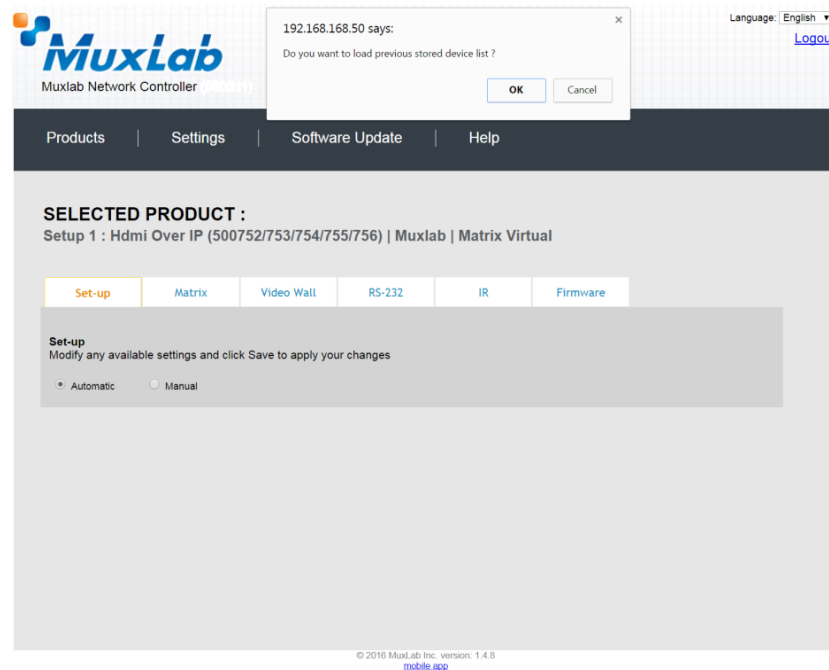 192.168.168.50 says:
Do you want to load previous stored device list ?
OK Cancel
Language: English
Logou
MuxLab
Muxlab Network Controller
Products | Settings | Software Update | Help
SELECTED PRODUCT :
Setup 1 : Hdmi Over IP (500752/753/754/755/756) | Muxlab | Matrix Virtual
Set-up Matrix Video Wall RS-232 IR Firmware
Set-up
Modify any available settings and click Save to apply your changes
Automatic Manual
© 2016 MuxLab Inc. version: 1.4.8
mobile app